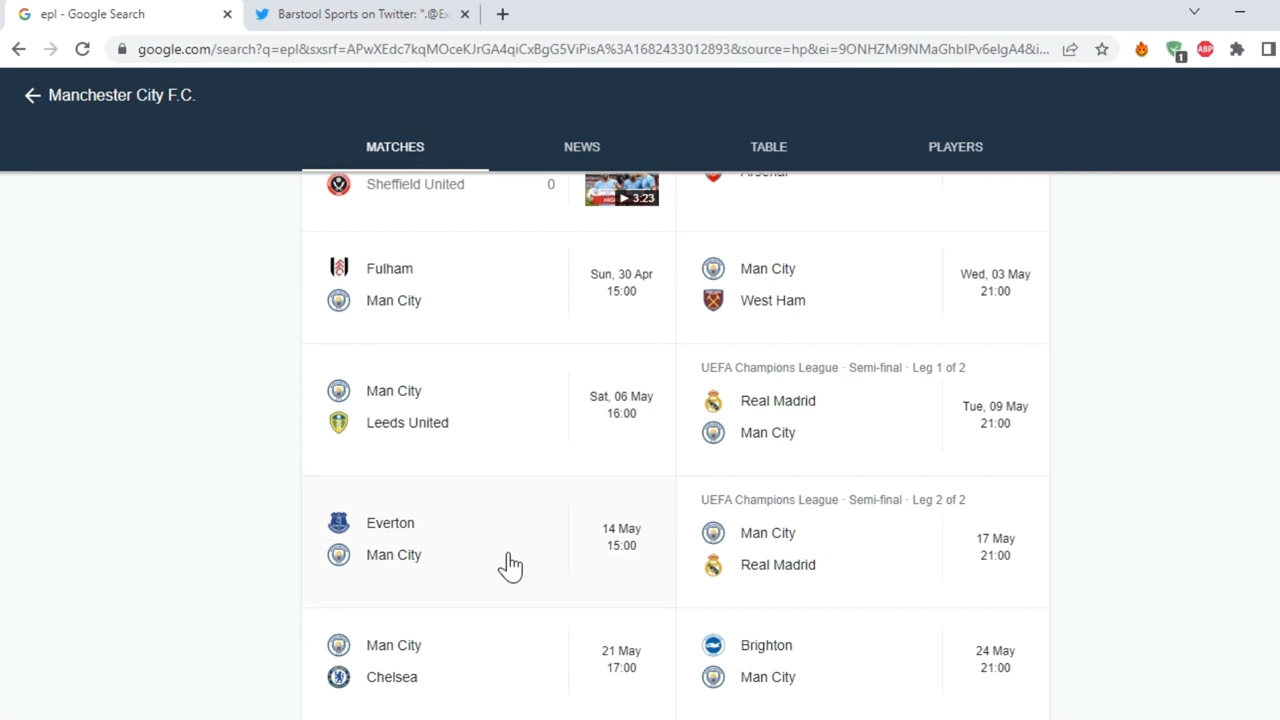 epl - Google Search
Barstool Sports on Twitter: ".@Ex
google.com/search?q=epl&sxsrf=APwXEdc7kqMOceKJrGA4qiCxBgG5ViPisA%3A1682433012893&source=hp&ei=9ONHZMi9NMaGhbIPv6elgA4&i...
1
ABP
Manchester City F.C.
MATCHES
NEWS
TABLE
PLAYERS
Sheffield United
0
3:23
Arsenal
Fulham
Man City
Sun, 30 Apr
15:00
Man City
West Ham
Wed, 03 May
21:00
Man City
Leeds United
Sat, 06 May
16:00
UEFA Champions League · Semi-final · Leg 1 of 2
Real Madrid
Man City
Tue, 09 May
21:00
Everton
Man City
14 May
15:00
UEFA Champions League · Semi-final · Leg 2 of 2
Man City
Real Madrid
17 May
21:00
Man City
Chelsea
21 May
17:00
Brighton
Man City
24 May
21:00